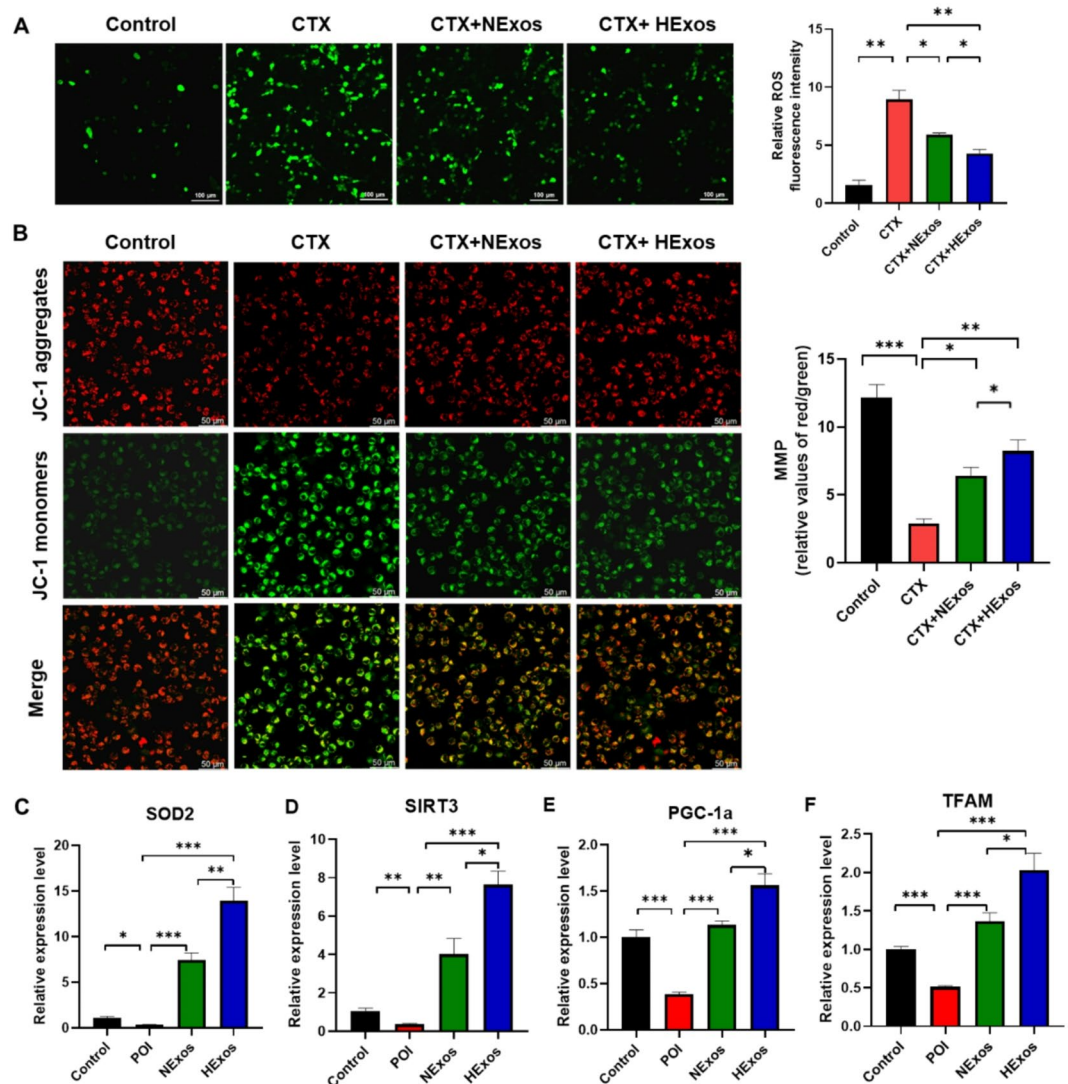 A
Control
CTX
CTX+NExos
CTX+ HExos
100 μm
100 μm
100 μm
100 μm
Relative ROS
fluorescence intensity
15
10
5
0
**
**
*
*
Control
CTX
CTX+NExos
CTX+HExos
B
Control
CTX
CTX+NExos
CTX+ HExos
JC-1 aggregates
50 μm
50 μm
50 μm
50 μm
JC-1 monomers
50 μm
50 μm
50 μm
50 μm
Merge
50 μm
50 μm
50 μm
50 μm
MMP
(relative values of red/green)
15
10
5
0
**
***
*
*
Control
CTX
CTX+NExos
CTX+HExos
C
SOD2
Relative expression level
20
15
10
5
0
***
**
*
***
Control
POI
NExos
HExos
D
SIRT3
Relative expression level
8
6
4
2
0
***
*
**
**
Control
POI
NExos
HExos
E
PGC-1a
Relative expression level
2.0
1.5
1.0
0.5
0.0
***
*
***
***
Control
POI
NExos
HExos
F
TFAM
Relative expression level
2.5
2.0
1.5
1.0
0.5
0.0
***
*
***
***
Control
POI
NExos
HExos